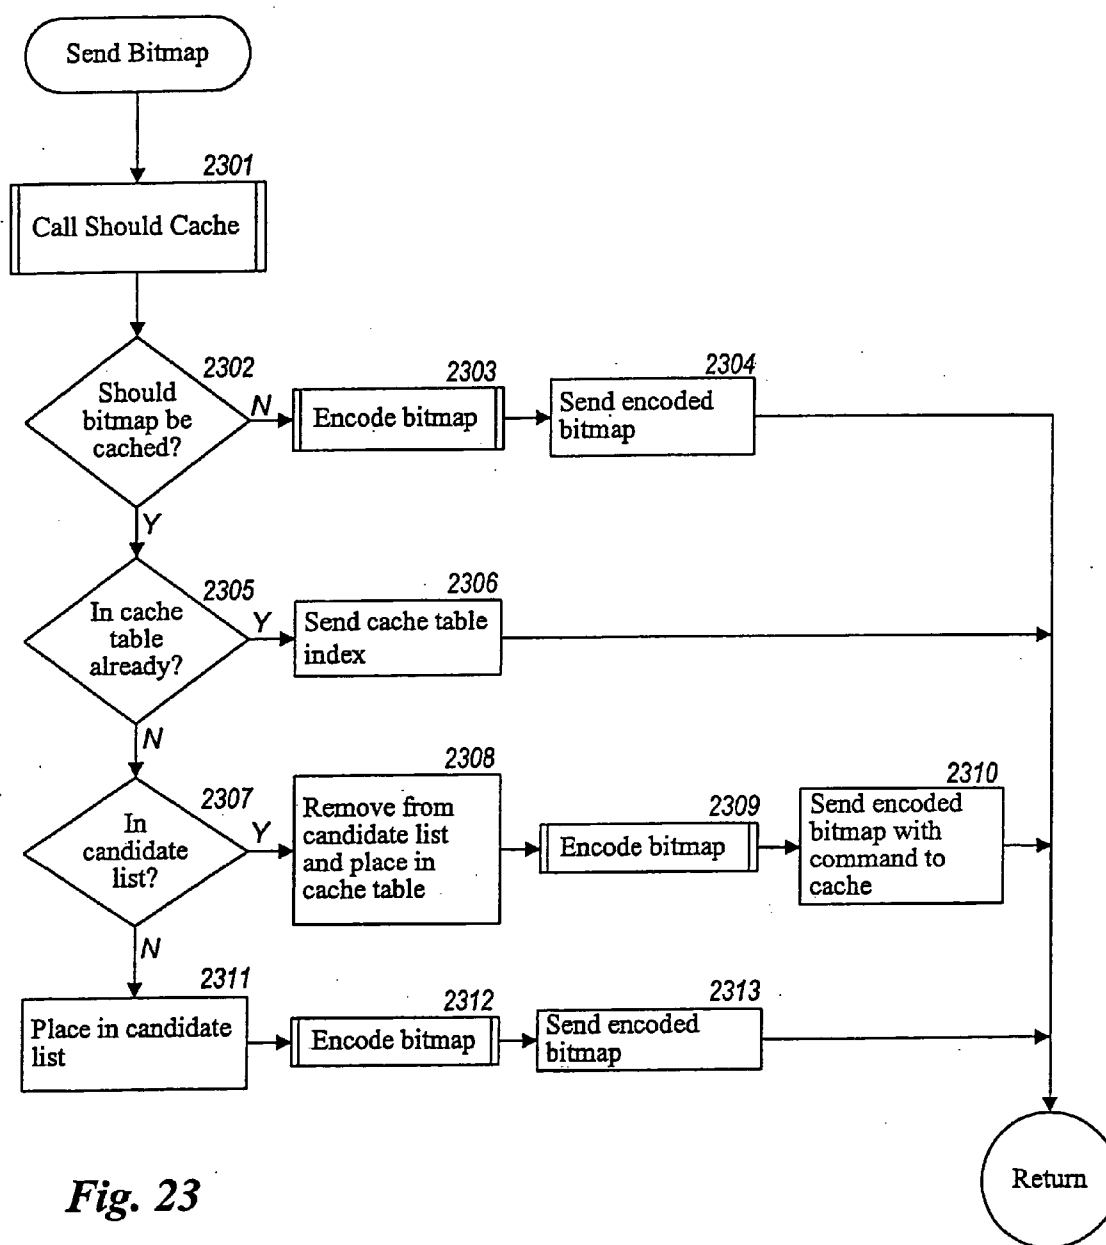 Send Bitmap
2301
Call Should Cache
2302
Should
bitmap be
cached?
N
Y
2303
Encode bitmap
2304
Send encoded
bitmap
2305
In cache
table
already?
Y
N
2306
Send cache table
index
2307
In
candidate
list?
Y
N
2308
Remove from
candidate list
and place in
cache table
2309
Encode bitmap
2310
Send encoded
bitmap with
command to
cache
2311
Place in candidate
list
2312
Encode bitmap
2313
Send encoded
bitmap
Return
Fig. 23